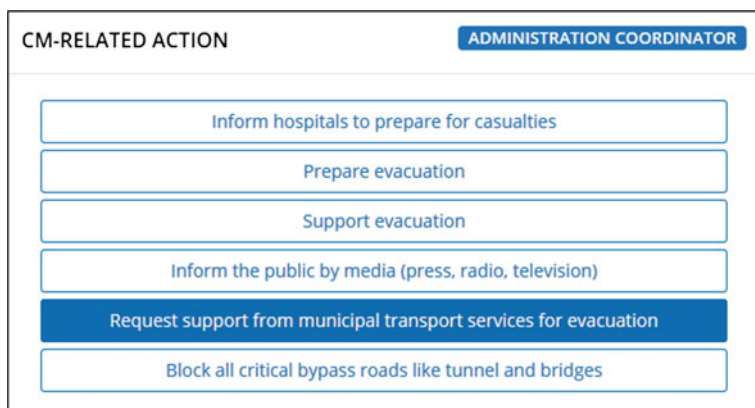 CM-RELATED ACTION
ADMINISTRATION COORDINATOR
Inform hospitals to prepare for casualties
Prepare evacuation
Support evacuation
Inform the public by media (press, radio, television)
Request support from municipal transport services for evacuation
Block all critical bypass roads like tunnel and bridges